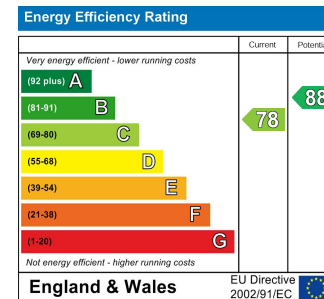 Energy Efficiency Rating
Current Potenti
Very energy efficient - lower running costs
(92 plus) A
(81-91) B
(69-80) C
(55-68) D
(39-54) E
(21-38) F
(1-20) G
78
88
Not energy efficient - higher running costs
England & Wales
EU Directive
2002/91/EC